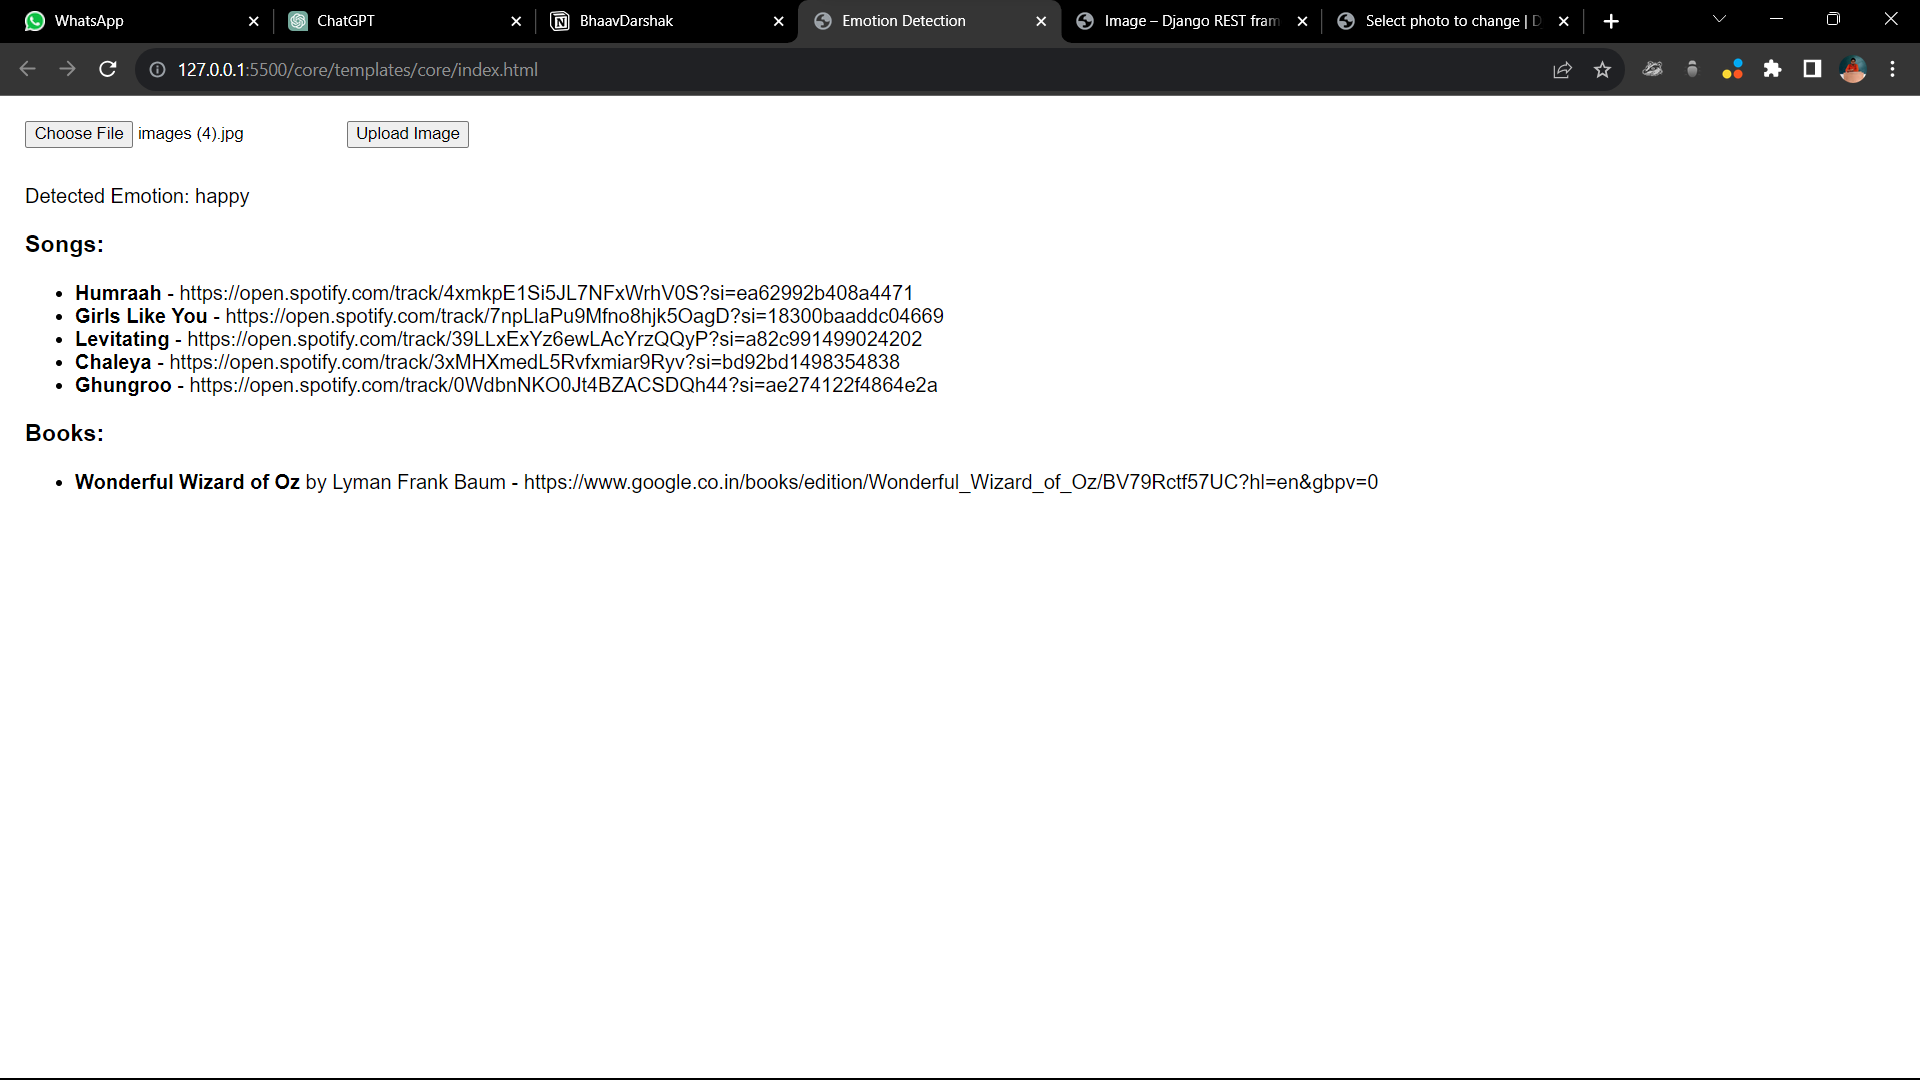 WhatsApp
ChatGPT
BhaavDarshak
Emotion Detection
Image – Django REST fram
Select photo to change | D
127.0.0.1:5500/core/templates/core/index.html
Choose File images (4).jpg Upload Image
Detected Emotion: happy
Songs:
• Humraah - https://open.spotify.com/track/4xmkpE1Si5JL7NFxWrhV0S?si=ea62992b408a4471
• Girls Like You - https://open.spotify.com/track/7npLlaPu9Mfno8hjk5OagD?si=18300baaddc04669
• Levitating - https://open.spotify.com/track/39LLxExYz6ewLAcYrzQQyP?si=a82c991499024202
• Chaleya - https://open.spotify.com/track/3xMHXmedL5Rvfxmiar9Ryv?si=bd92bd1498354838
• Ghungroo - https://open.spotify.com/track/0WdbnNKO0Jt4BZACSDQh44?si=ae274122f4864e2a
Books:
• Wonderful Wizard of Oz by Lyman Frank Baum - https://www.google.co.in/books/edition/Wonderful_Wizard_of_Oz/BV79Rctf57UC?hl=en&gbpv=0